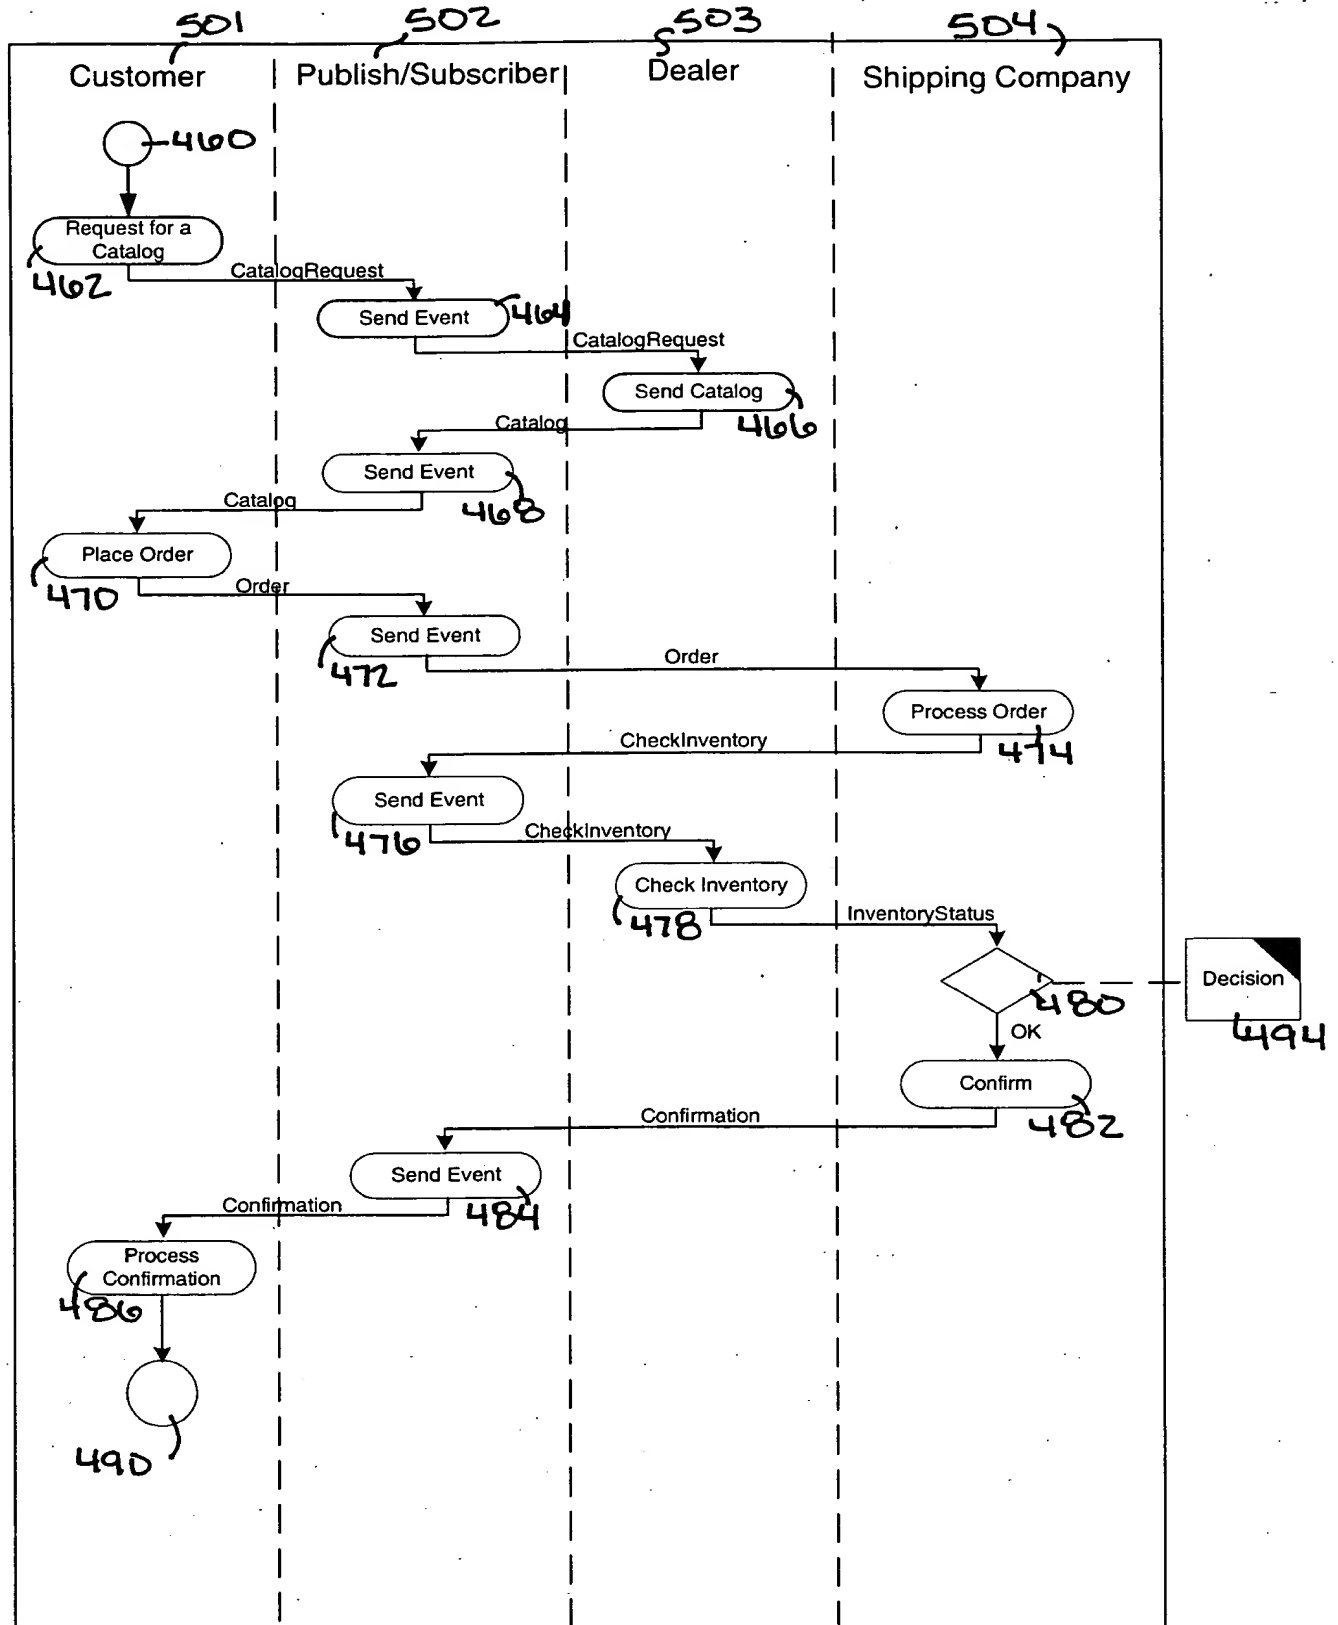 501 502 503 504
Customer Publish/Subscriber Dealer Shipping Company
460
Request for a
Catalog
462
CatalogRequest
Send Event
464
CatalogRequest
Send Catalog
466
Catalog
Send Event
468
Catalog
Place Order
470
Order
Send Event
472
Order
Process Order
474
CheckInventory
Send Event
476
CheckInventory
Check Inventory
478
InventoryStatus
480
Decision
494
OK
Confirm
482
Confirmation
Send Event
484
Confirmation
Process
Confirmation
486
490